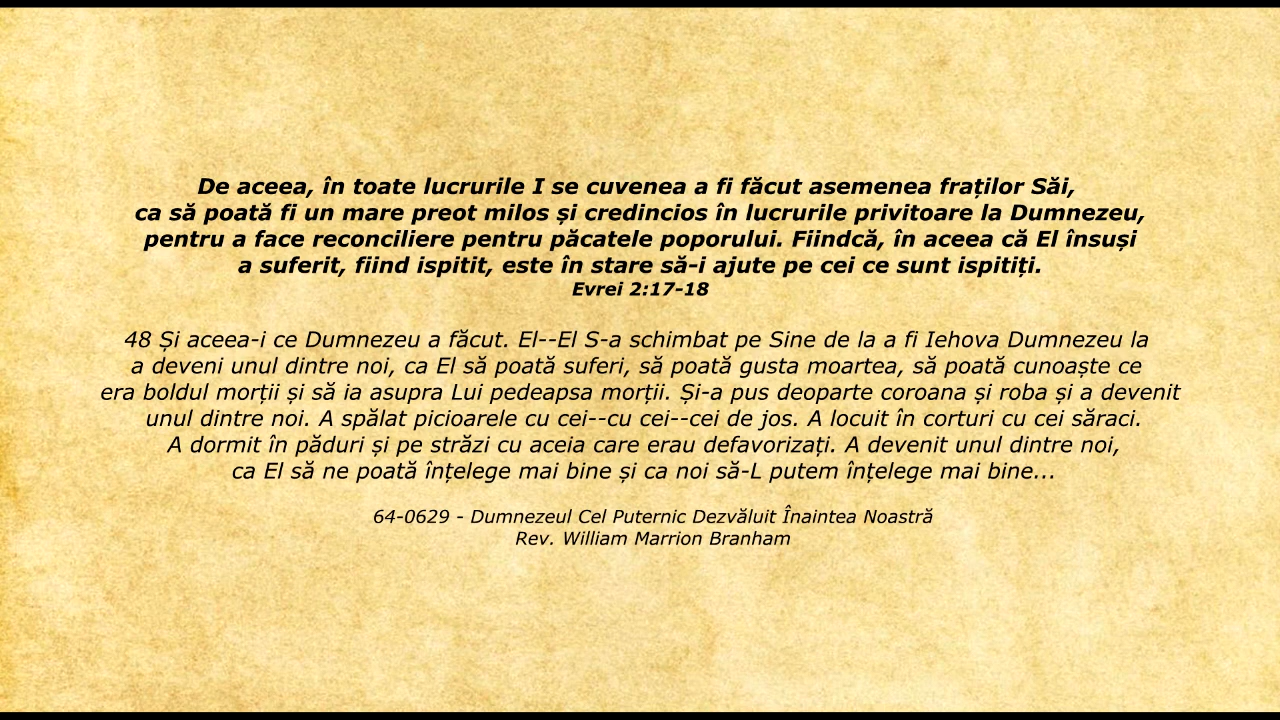 De aceea, în toate lucrurile I se cuvenea a fi făcut asemenea fraților Săi,
ca să poată fi un mare preot milos și credincios în lucrurile privitoare la Dumnezeu,
pentru a face reconciliere pentru păcatele poporului. Fiindcă, în aceea că El însuși
a suferit, fiind ispitit, este în stare să-i ajute pe cei ce sunt ispitiți.
Evrei 2:17-18
48 Și aceea-i ce Dumnezeu a făcut. El--El S-a schimbat pe Sine de la a fi Iehova Dumnezeu la
a deveni unul dintre noi, ca El să poată suferi, să poată gusta moartea, să poată cunoaște ce
era boldul morții și să ia asupra Lui pedeapsa morții. Și-a pus deoparte coroana și roba și a devenit
unul dintre noi. A spălat picioarele cu cei--cu cei--cei de jos. A locuit în corturi cu cei săraci.
A dormit în păduri și pe străzi cu aceia care erau defavorizați. A devenit unul dintre noi,
ca El să ne poată înțelege mai bine și ca noi să-L putem înțelege mai bine...
64-0629 - Dumnezeul Cel Puternic Dezvăluit Înaintea Noastră
Rev. William Marrion Branham